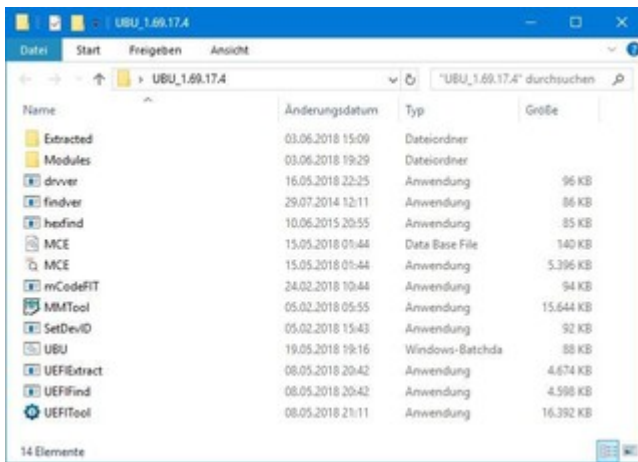 UBU_1.69.17.4
Datei Start Freigeben Ansicht
UBU_1.69.17.4 "UBU_1.69.17.4" durchsuchen
Name Änderungsdatum Typ Größe
Extracted 03.06.2018 15:09 Dateiordner
Modules 03.06.2018 19:29 Dateiordner
drvver 16.05.2018 22:25 Anwendung 96 KB
findver 29.07.2014 12:11 Anwendung 86 KB
hexfind 10.06.2015 20:55 Anwendung 85 KB
MCE 15.05.2018 01:44 Data Base File 140 KB
MCE 15.05.2018 01:44 Anwendung 5.396 KB
mCodeFIT 24.02.2018 10:44 Anwendung 94 KB
MMTool 05.02.2018 05:55 Anwendung 15.644 KB
SetDevID 05.02.2018 15:43 Anwendung 92 KB
UBU 19.05.2018 19:16 Windows-Batchda 88 KB
UEFIExtract 08.05.2018 20:42 Anwendung 4.674 KB
UEFIFind 08.05.2018 20:42 Anwendung 4.598 KB
UEFITool 08.05.2018 21:11 Anwendung 16.392 KB
14 Elemente